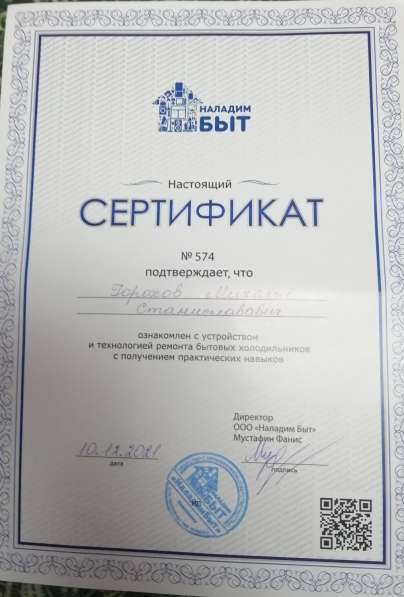 НАЛАДИМ
БЫТ
Настоящий
СЕРТИФИКАТ
№ 574
подтверждает, что
Горохов Михаил
Станиславович
ознакомлен с устройством
и технологией ремонта бытовых холодильников
с получением практических навыков
Директор
ООО «Наладим Быт»
Мустафин Фанис
10.12.2021
дата
подпись